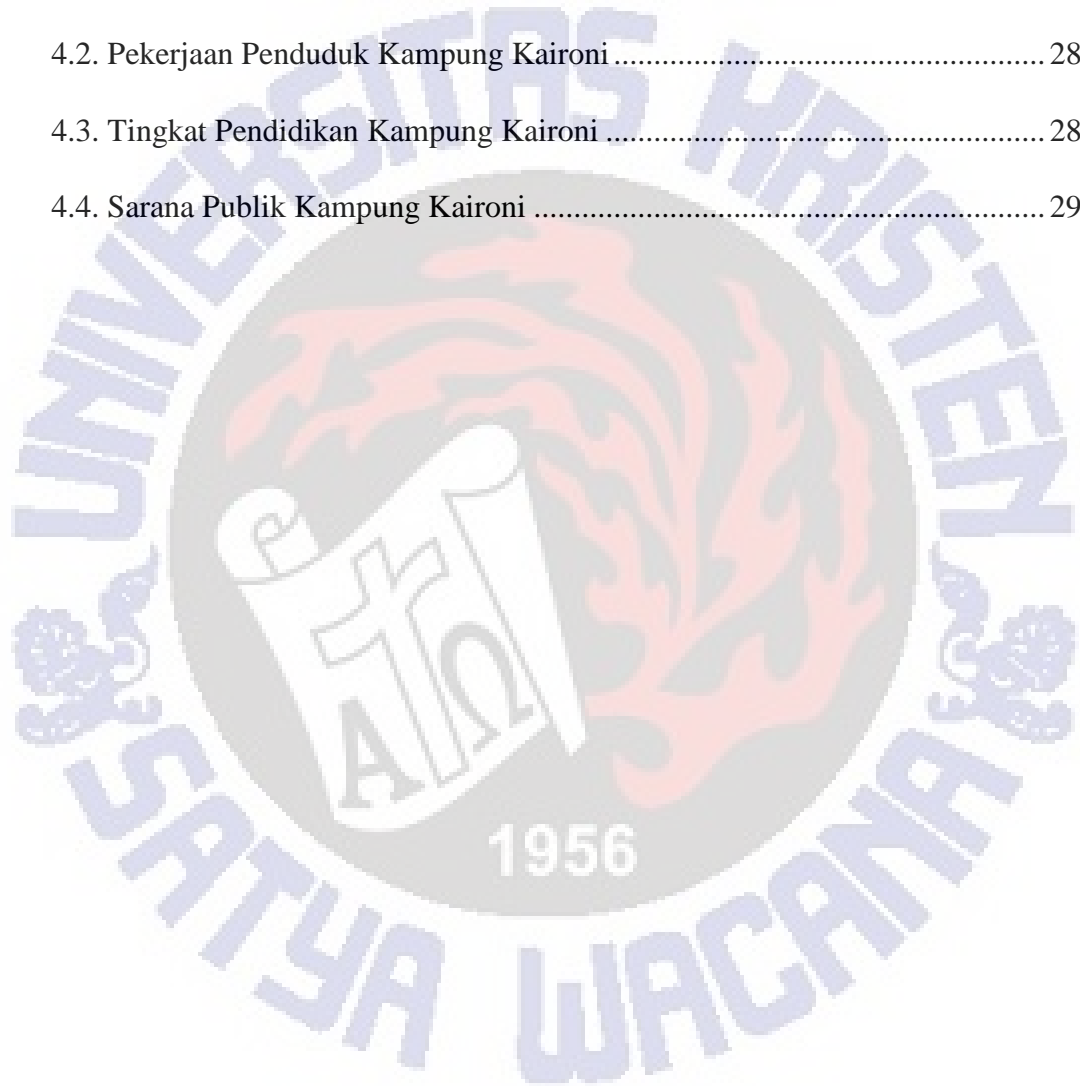 4.2. Pekerjaan Penduduk Kampung Kaironi ........................................................ 28
4.3. Tingkat Pendidikan Kampung Kaironi .......................................................... 28
4.4. Sarana Publik Kampung Kaironi ................................................................ 29
UNIVERSITAS KRISTEN
A Ω
1956
SATYA WACANA